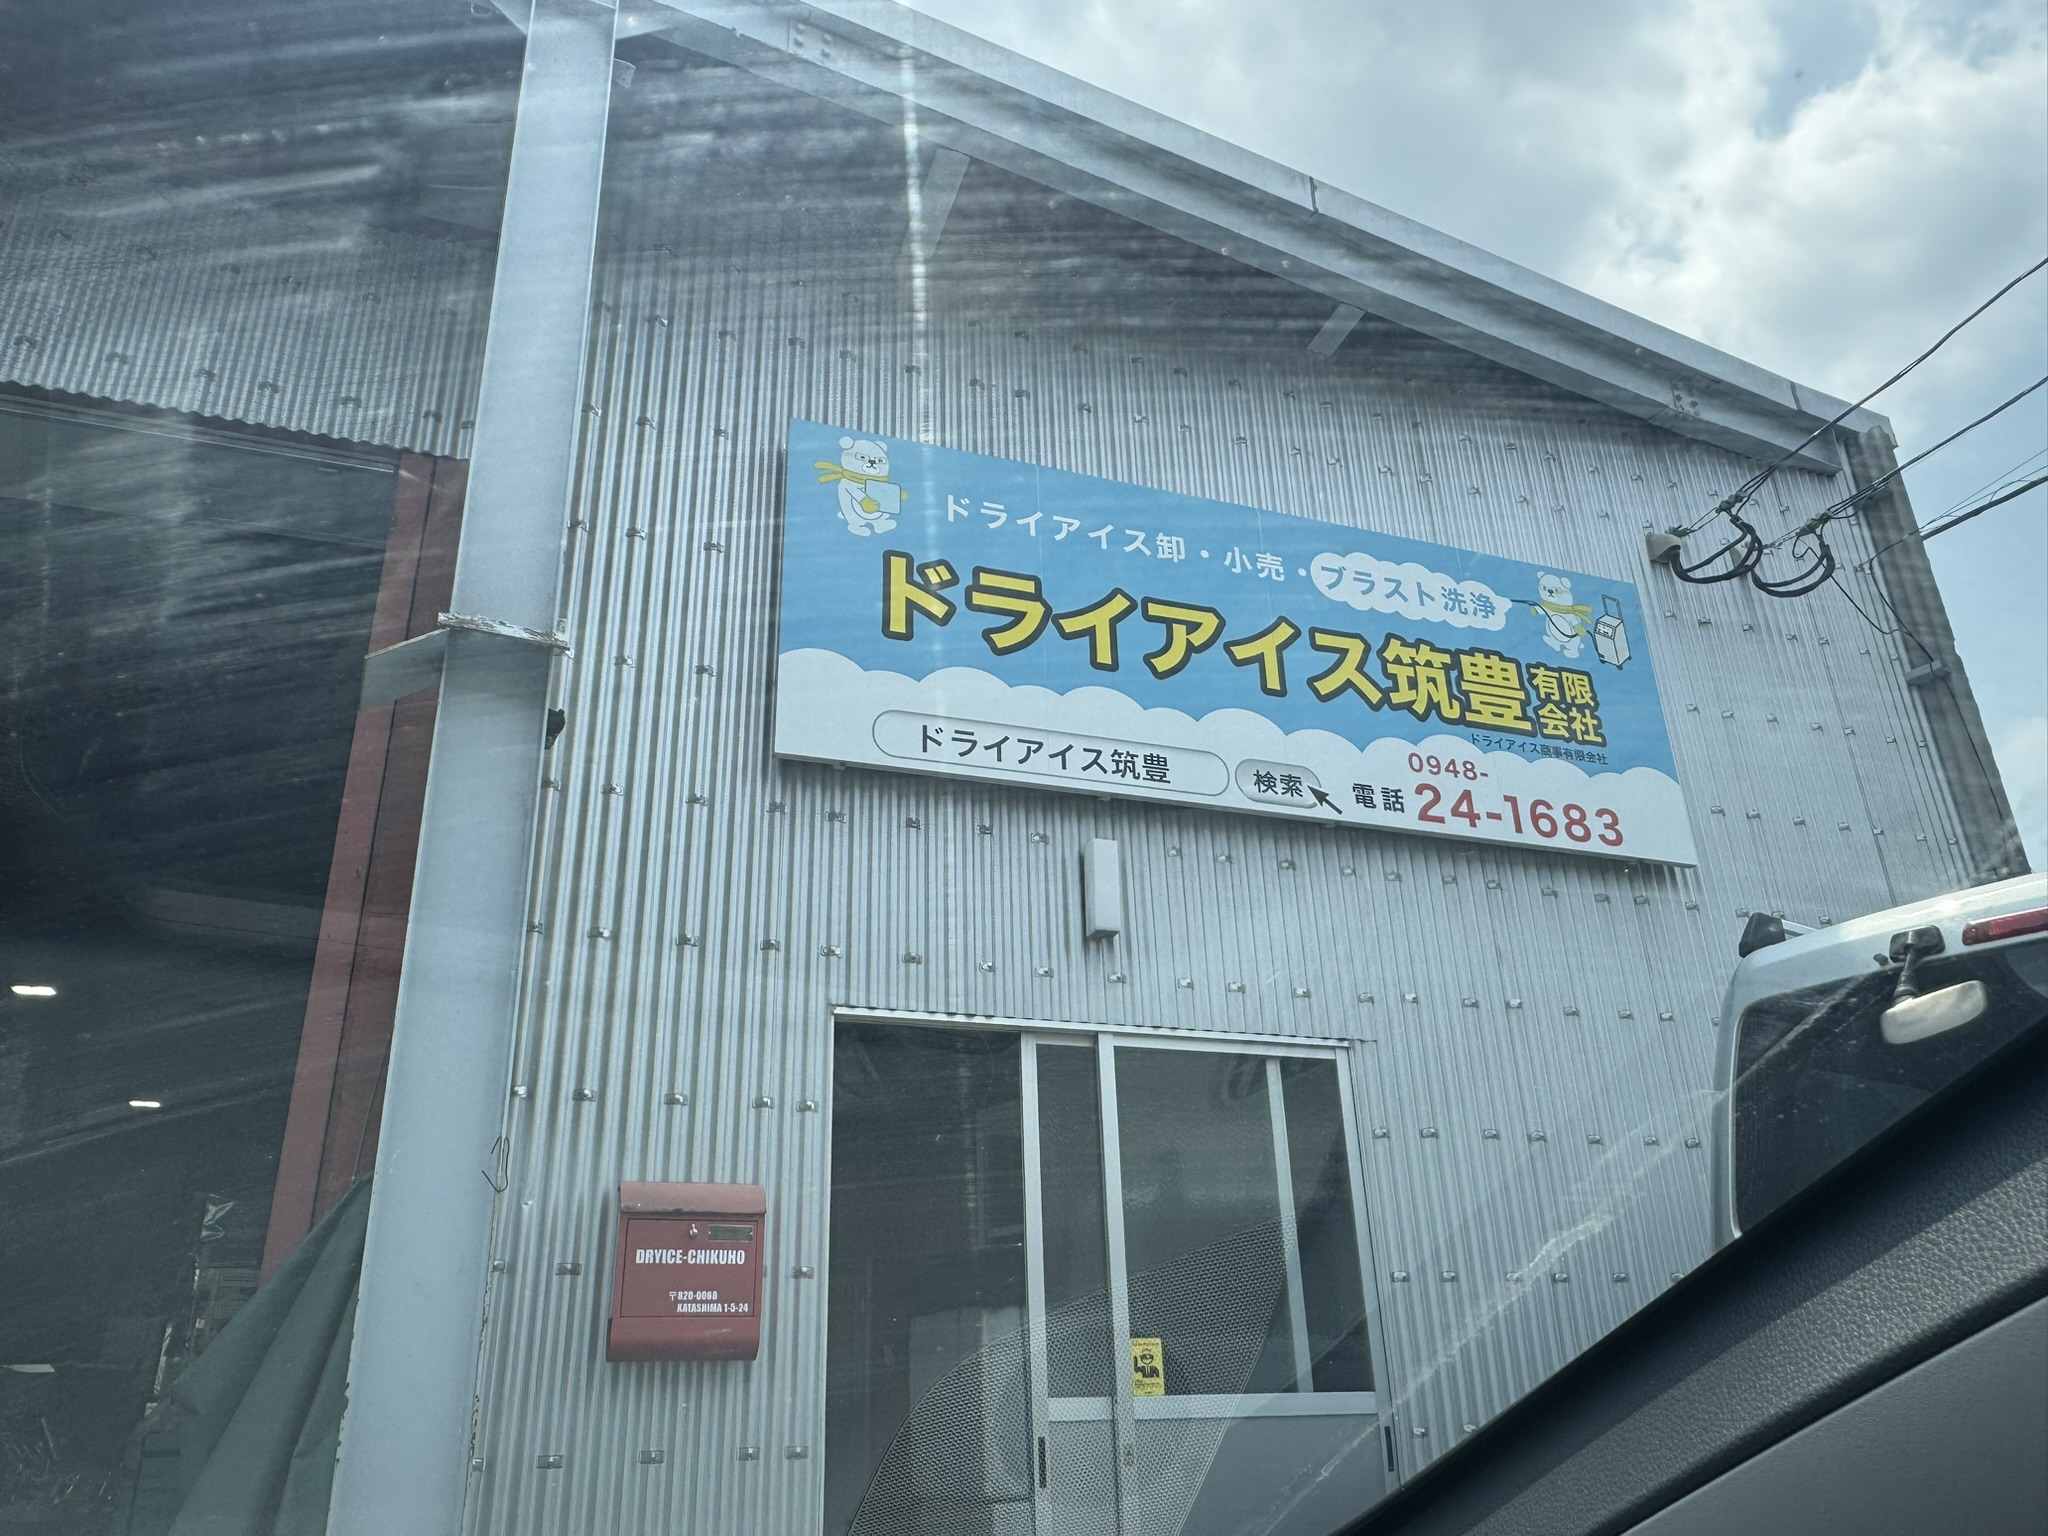 ドライアイス卸・小売・ブラスト洗浄
ドライアイス筑豊有限会社
ドライアイス商事有限会社
ドライアイス筑豊 検索
電話 0948-24-1683
DRYICE-CHIKUHO
〒820-0068
KATASHIMA 1-5-24